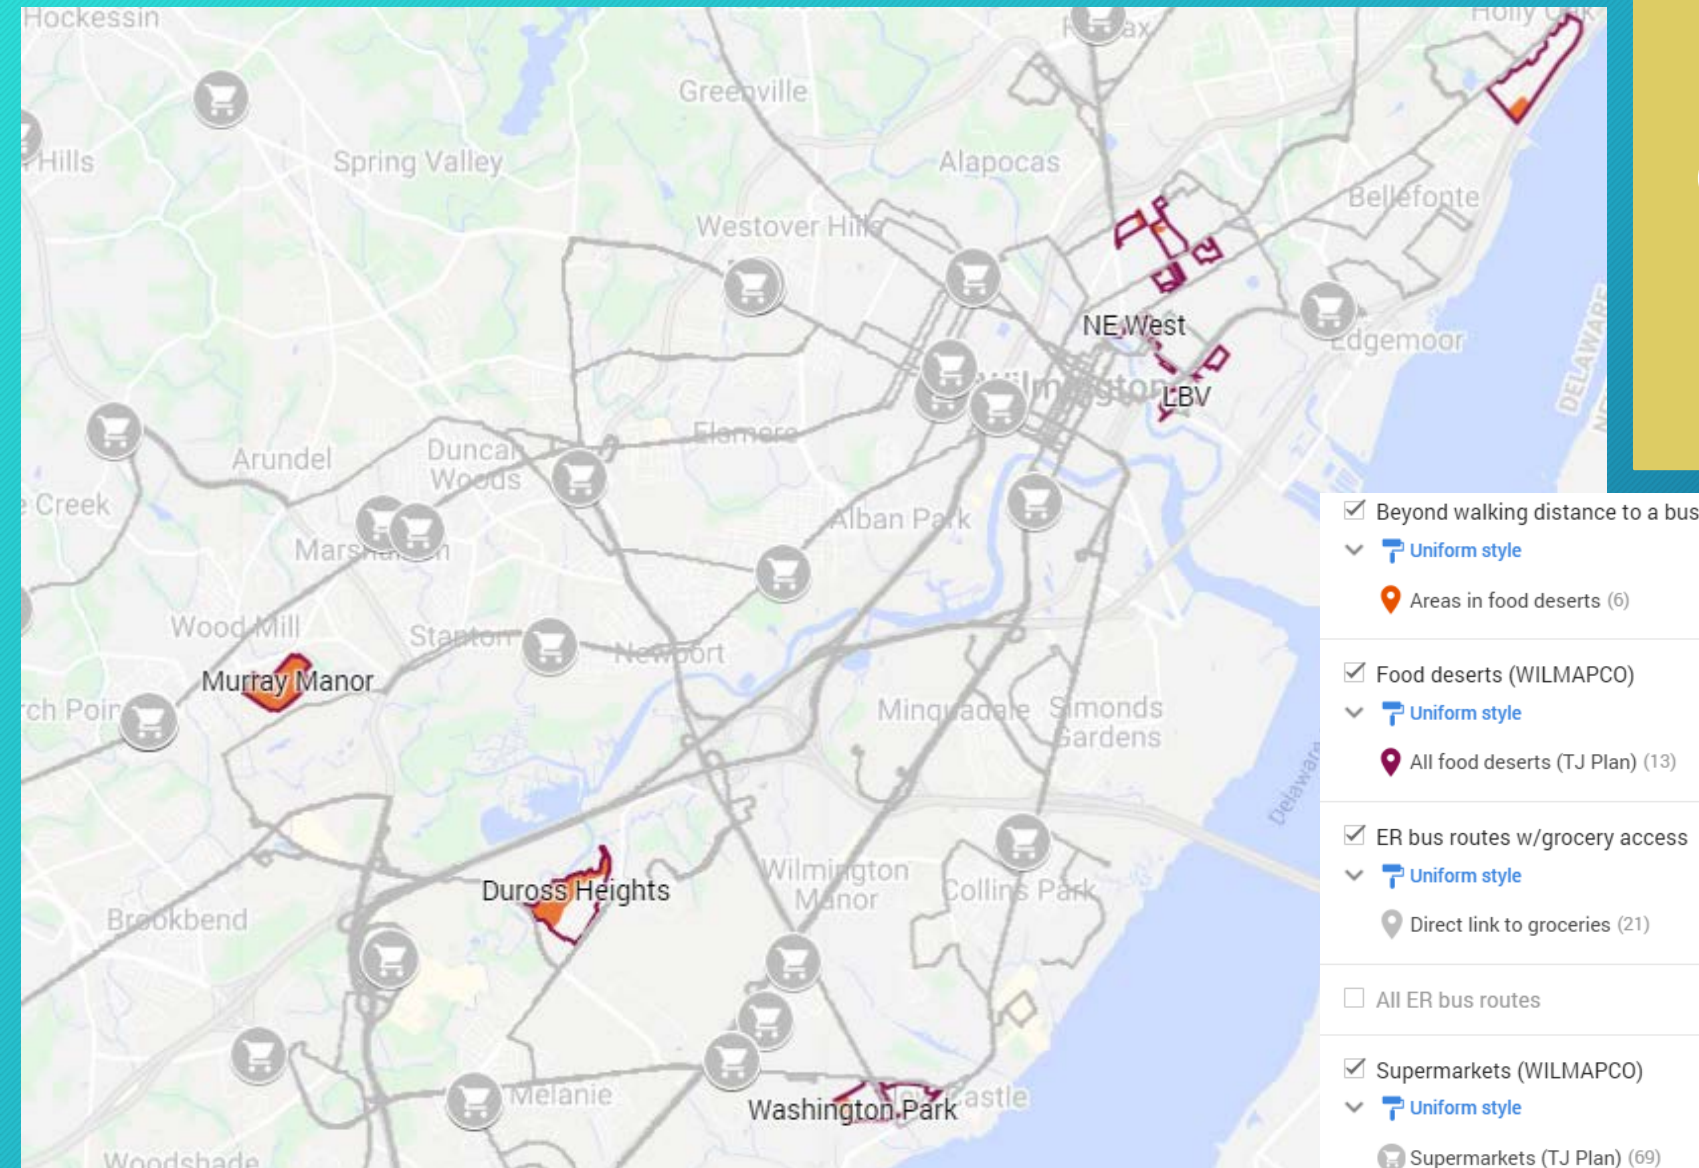 Hockessin
Greenville
Hills
Spring Valley
Alapocas
Bellefonte
Westover Hills
NE West
Edgemoor
Wilmington
LBV
DELAWARE
Elsmere
Arundel
Duncan
Woods
Creek
Alban Park
Wood Mill
Stanton
Newport
Murray Manor
Minquadale
Simonds
Gardens
Delaware
Duross Heights
Wilmington
Manor
Collins Park
Brookbend
Melanie
Washington Park
Woodshade
Beyond walking distance to a bus
Uniform style
Areas in food deserts (6)
Food deserts (WILMAPCO)
Uniform style
All food deserts (TJ Plan) (13)
ER bus routes w/grocery access
Uniform style
Direct link to groceries (21)
All ER bus routes
Supermarkets (WILMAPCO)
Uniform style
Supermarkets (TJ Plan) (69)